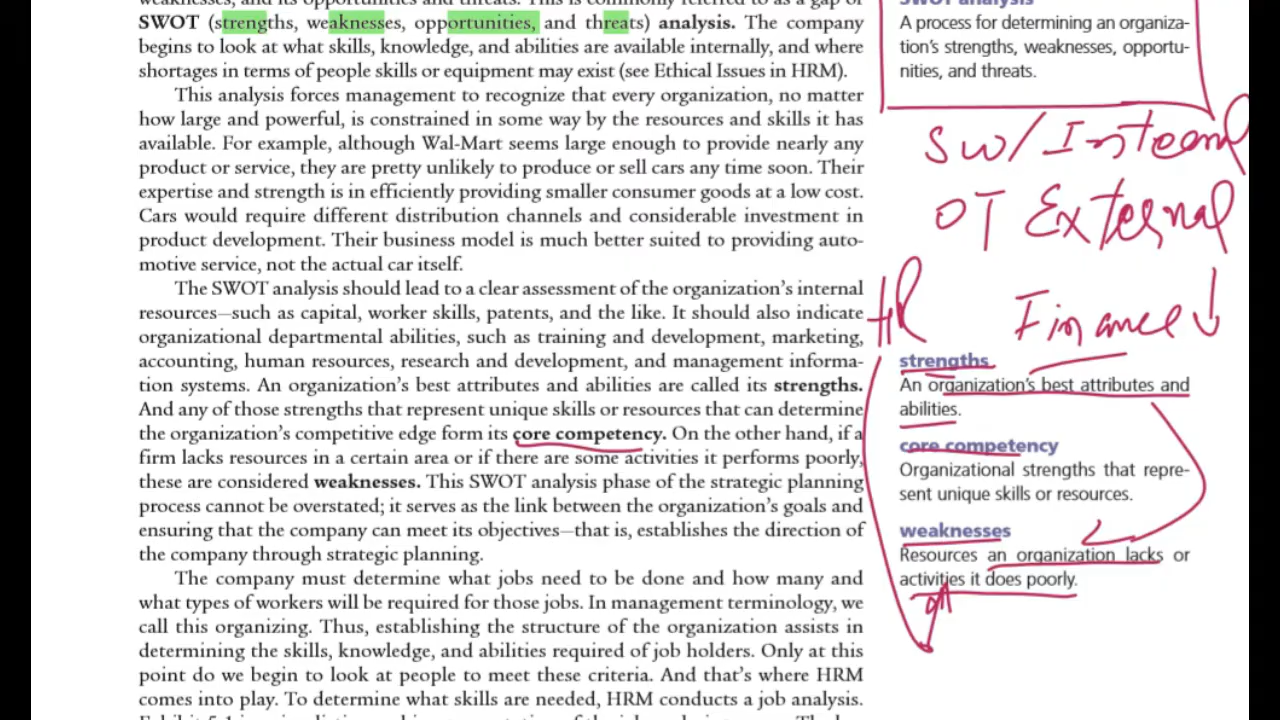 weaknesses, and its opportunities and threats. This is commonly referred to as a gap or
SWOT (strengths, weaknesses, opportunities, and threats) analysis. The company
begins to look at what skills, knowledge, and abilities are available internally, and where
shortages in terms of people skills or equipment may exist (see Ethical Issues in HRM).
This analysis forces management to recognize that every organization, no matter
how large and powerful, is constrained in some way by the resources and skills it has
available. For example, although Wal-Mart seems large enough to provide nearly any
product or service, they are pretty unlikely to produce or sell cars any time soon. Their
expertise and strength is in efficiently providing smaller consumer goods at a low cost.
Cars would require different distribution channels and considerable investment in
product development. Their business model is much better suited to providing auto-
motive service, not the actual car itself.
The SWOT analysis should lead to a clear assessment of the organization's internal
resources—such as capital, worker skills, patents, and the like. It should also indicate
organizational departmental abilities, such as training and development, marketing,
accounting, human resources, research and development, and management informa-
tion systems. An organization's best attributes and abilities are called its strengths.
And any of those strengths that represent unique skills or resources that can determine
the organization's competitive edge form its core competency. On the other hand, if a
firm lacks resources in a certain area or if there are some activities it performs poorly,
these are considered weaknesses. This SWOT analysis phase of the strategic planning
process cannot be overstated; it serves as the link between the organization's goals and
ensuring that the company can meet its objectives—that is, establishes the direction of
the company through strategic planning.
The company must determine what jobs need to be done and how many and
what types of workers will be required for those jobs. In management terminology, we
call this organizing. Thus, establishing the structure of the organization assists in
determining the skills, knowledge, and abilities required of job holders. Only at this
point do we begin to look at people to meet these criteria. And that's where HRM
comes into play. To determine what skills are needed, HRM conducts a job analysis.
SWOT analysis
A process for determining an organiza-
tion's strengths, weaknesses, opportu-
nities, and threats.
SW/Internal
OT External
HR Finance
strengths
An organization's best attributes and
abilities.
core competency
Organizational strengths that repre-
sent unique skills or resources.
weaknesses
Resources an organization lacks or
activities it does poorly.